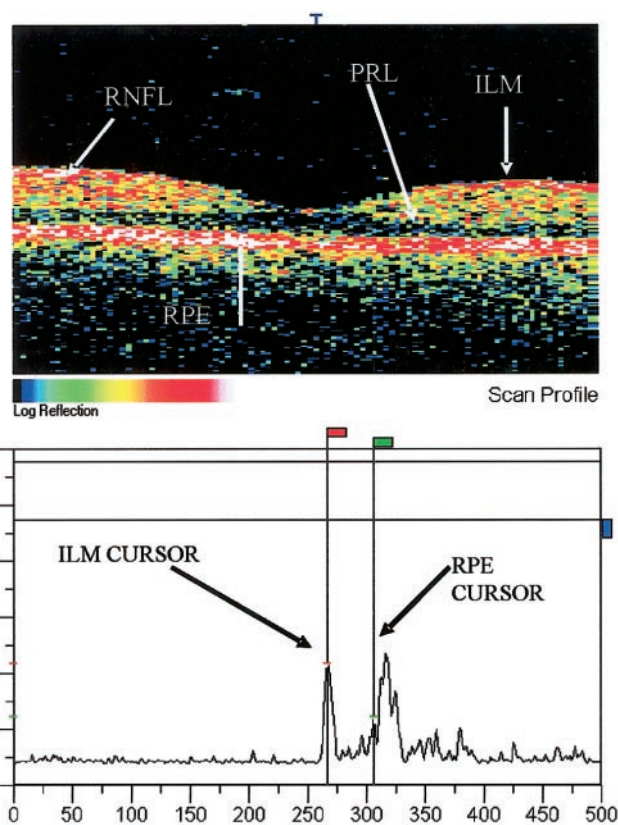 T
RNFL
PRL
ILM
RPE
Log Reflection
Scan Profile
ILM CURSOR
RPE
CURSOR
0 50 100 150 200 250 300 350 400 450 500